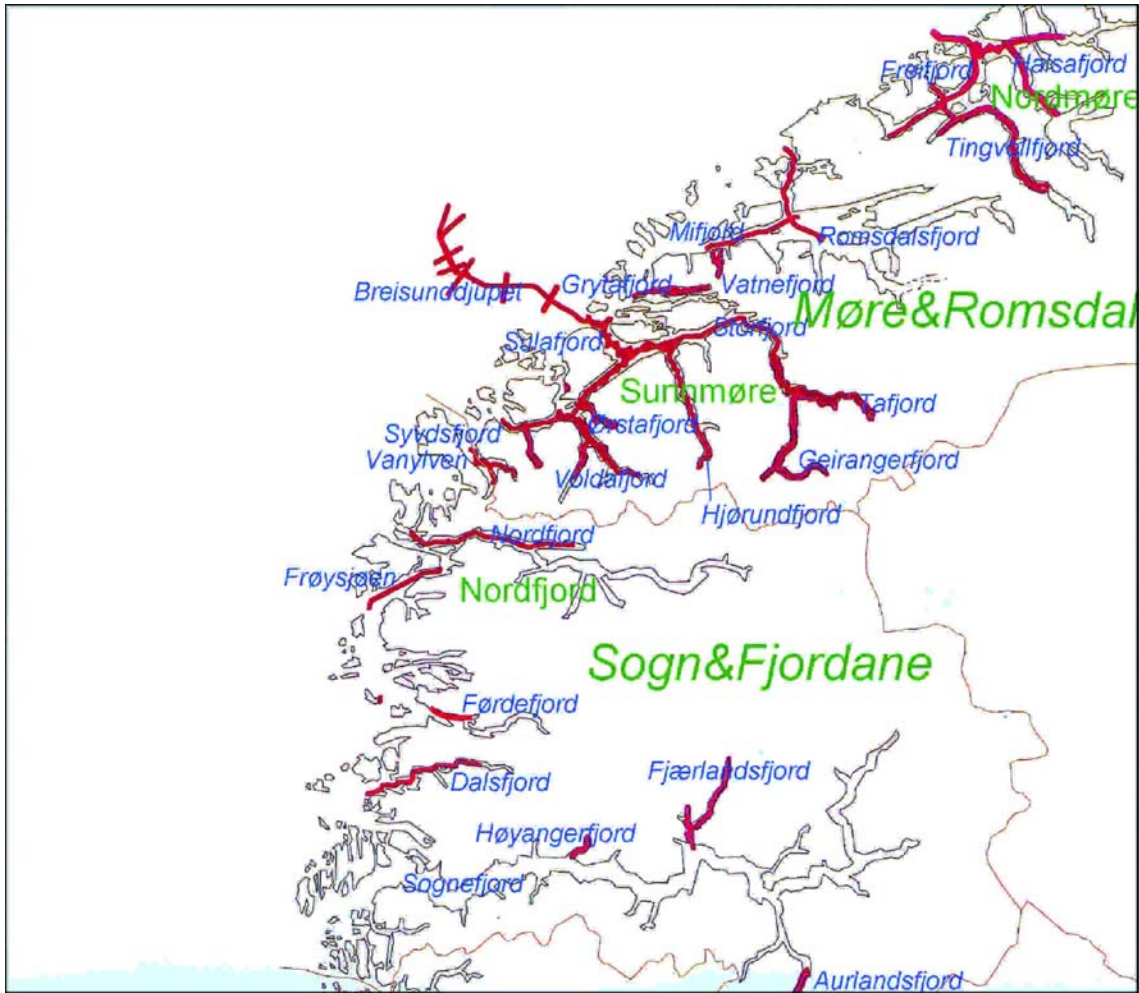 Freifjord
Halsafjord
Nordmøre
Tingvollfjord
Mifjord
Romsdalsfjord
Breisunddjupet
Grytafjord
Vatnefjord
Møre&Romsdal
Sulafjord
Storfjord
Sunnmøre
Tafjord
Syvdsfjord
Ørstafjord
Vanylven
Voldafjord
Geirangerfjord
Hjørundfjord
Nordfjord
Frøysjøen
Nordfjord
Sogn&Fjordane
Førdefjord
Dalsfjord
Fjærlandsfjord
Høyangerfjord
Sognefjord
Aurlandsfjord